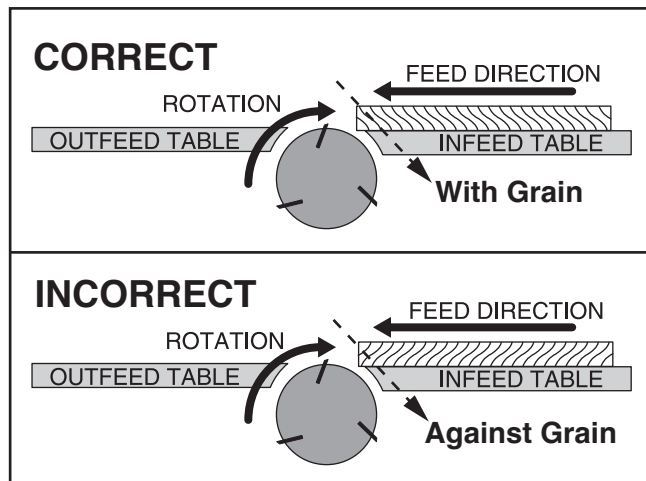 CORRECT
FEED DIRECTION
ROTATION
OUTFEED TABLE
INFEED TABLE
With Grain
INCORRECT
FEED DIRECTION
ROTATION
OUTFEED TABLE
INFEED TABLE
Against Grain